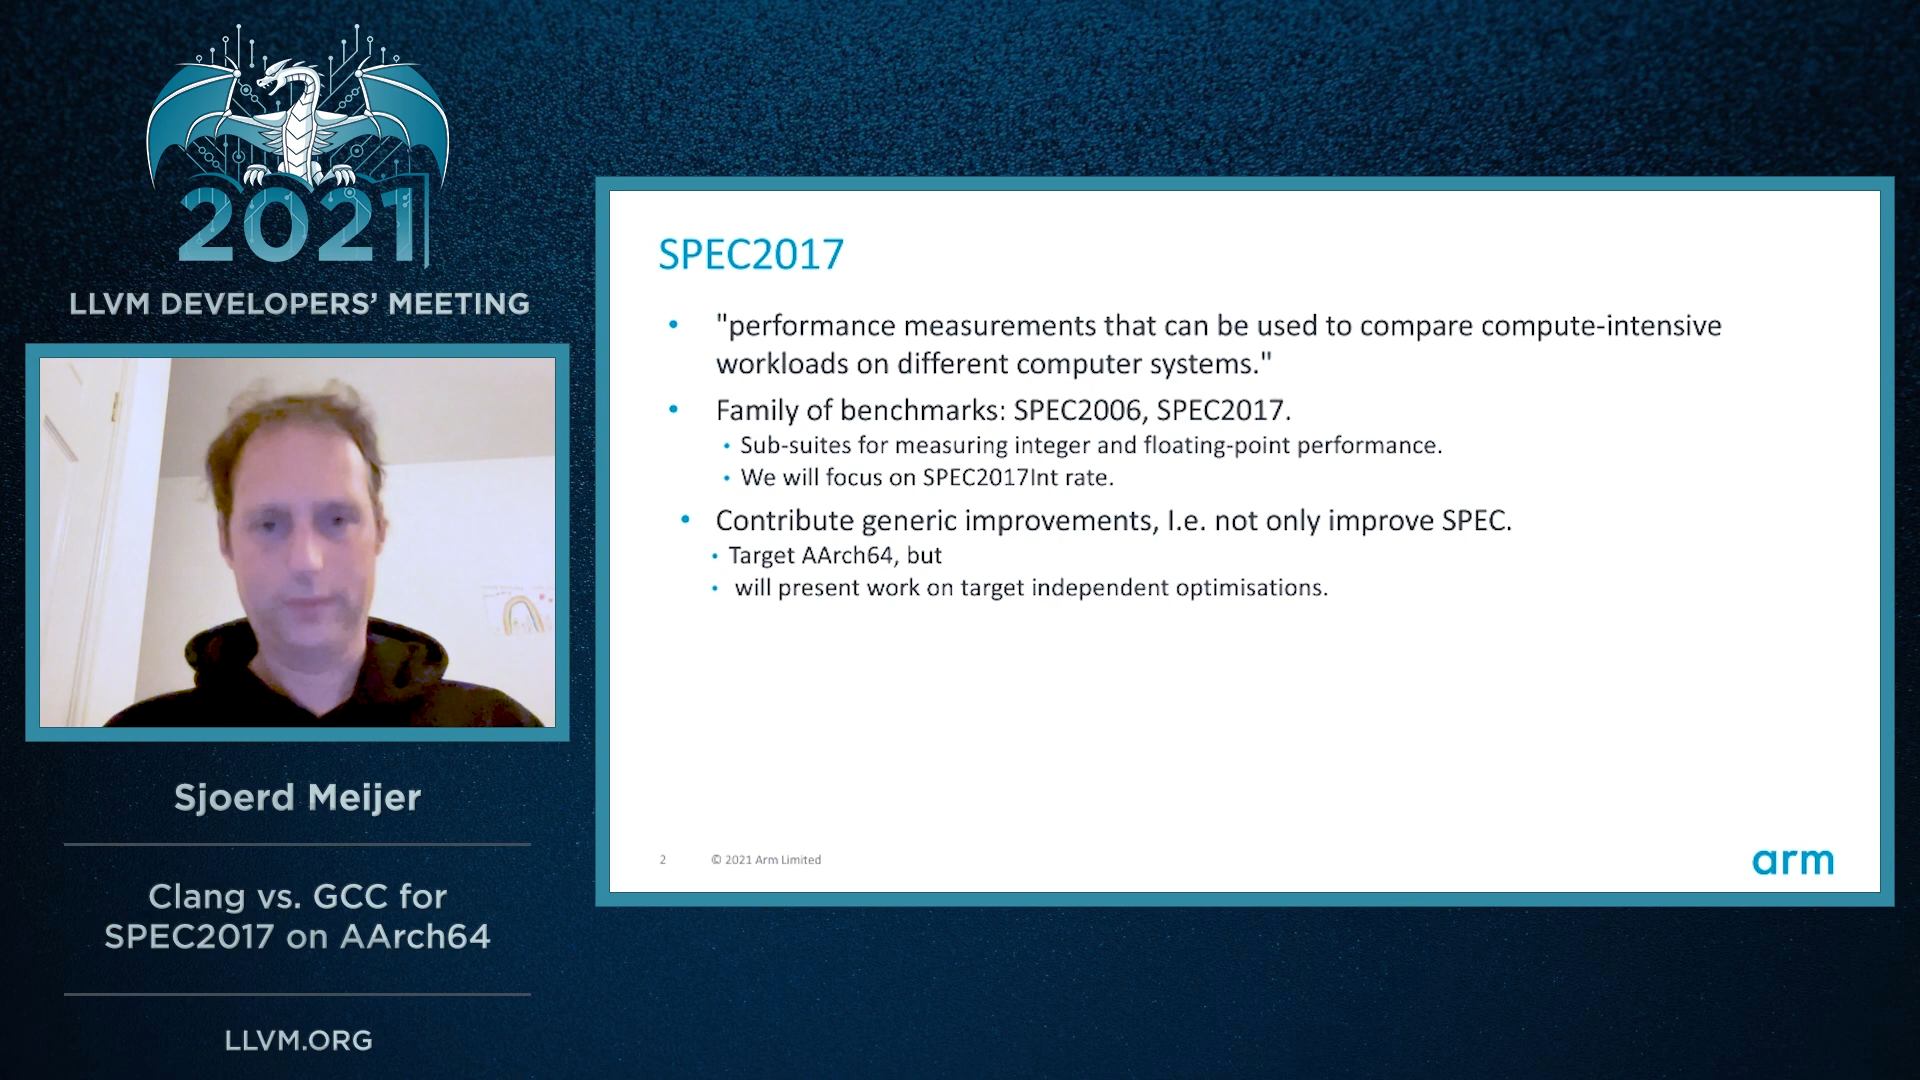 2021
LLVM DEVELOPERS’ MEETING
Sjoerd Meijer
Clang vs. GCC for
SPEC2017 on AArch64
LLVM.ORG
SPEC2017
• "performance measurements that can be used to compare compute-intensive
workloads on different computer systems."
• Family of benchmarks: SPEC2006, SPEC2017.
• Sub-suites for measuring integer and floating-point performance.
• We will focus on SPEC2017Int rate.
• Contribute generic improvements, I.e. not only improve SPEC.
• Target AArch64, but
• will present work on target independent optimisations.
2 © 2021 Arm Limited
arm